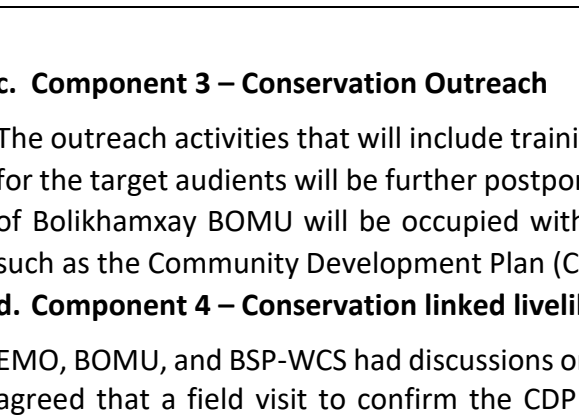 c. Component 3 – Conservation Outreach
The outreach activities that will include traini
for the target audients will be further postpor
of Bolikhamxay BOMU will be occupied with
such as the Community Development Plan (C
d. Component 4 – Conservation linked liveli
EMO, BOMU, and BSP-WCS had discussions o
agreed that a field visit to confirm the CDP